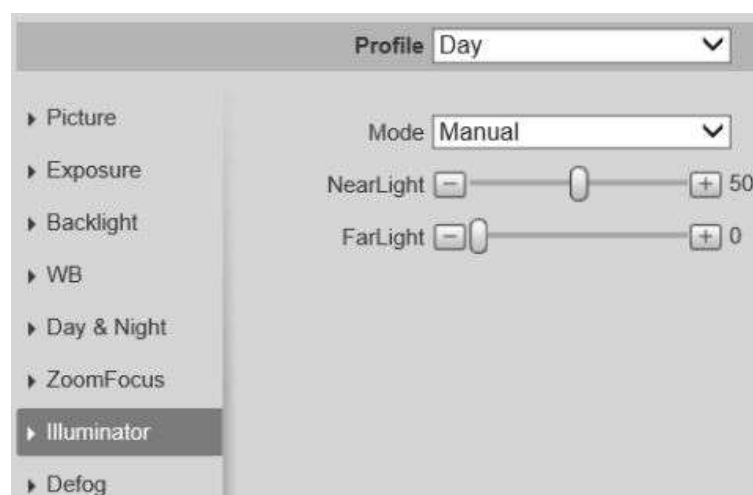 Profile Day
Picture
Exposure
Backlight
WB
Day & Night
ZoomFocus
Illuminator
Defog
Mode Manual
NearLight - + 50
FarLight - + 0